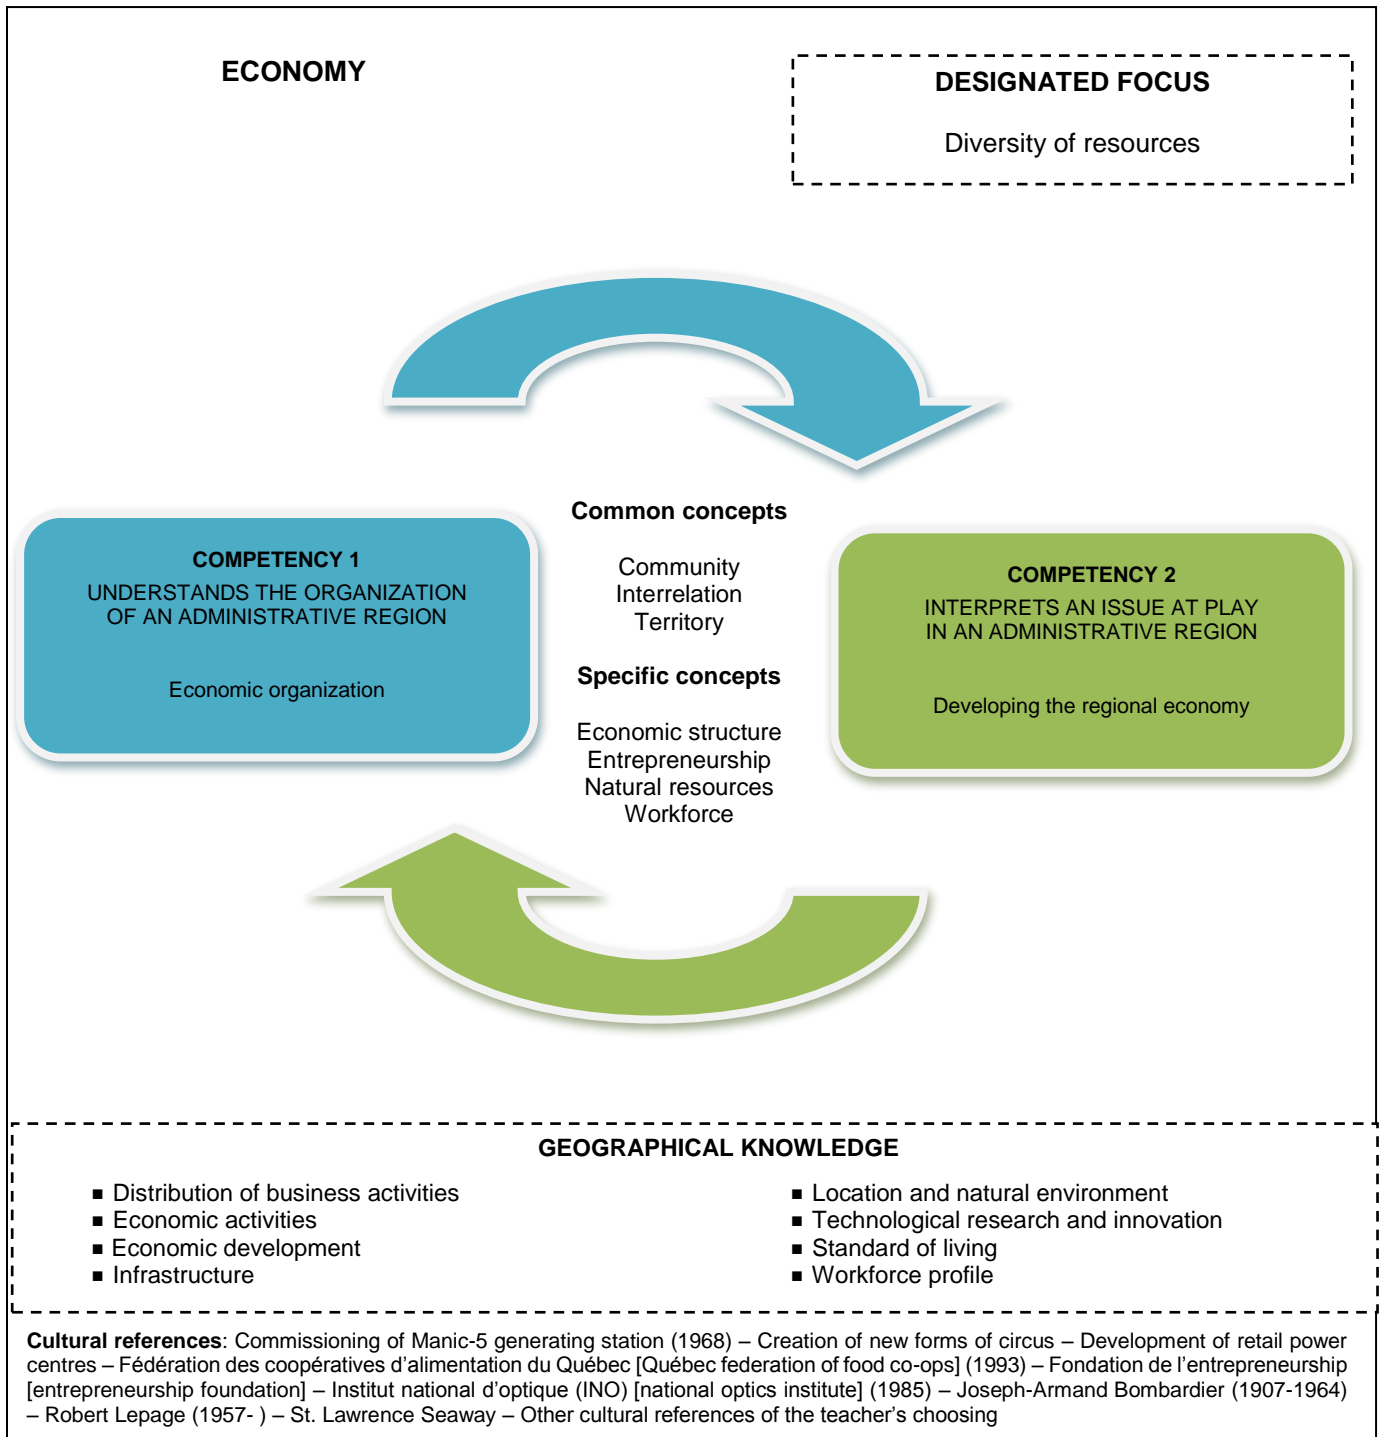 ECONOMY
DESIGNATED FOCUS
Diversity of resources
COMPETENCY 1
UNDERSTANDS THE ORGANIZATION
OF AN ADMINISTRATIVE REGION
Economic organization
Common concepts
Community
Interrelation
Territory
Specific concepts
Economic structure
Entrepreneurship
Natural resources
Workforce
COMPETENCY 2
INTERPRETS AN ISSUE AT PLAY
IN AN ADMINISTRATIVE REGION
Developing the regional economy
GEOGRAPHICAL KNOWLEDGE
▪ Distribution of business activities
▪ Economic activities
▪ Economic development
▪ Infrastructure
▪ Location and natural environment
▪ Technological research and innovation
▪ Standard of living
▪ Workforce profile
Cultural references: Commissioning of Manic-5 generating station (1968) – Creation of new forms of circus – Development of retail power
centres – Fédération des coopératives d’alimentation du Québec [Québec federation of food co-ops] (1993) – Fondation de l’entrepreneurship
[entrepreneurship foundation] – Institut national d’optique (INO) [national optics institute] (1985) – Joseph-Armand Bombardier (1907-1964)
– Robert Lepage (1957- ) – St. Lawrence Seaway – Other cultural references of the teacher’s choosing